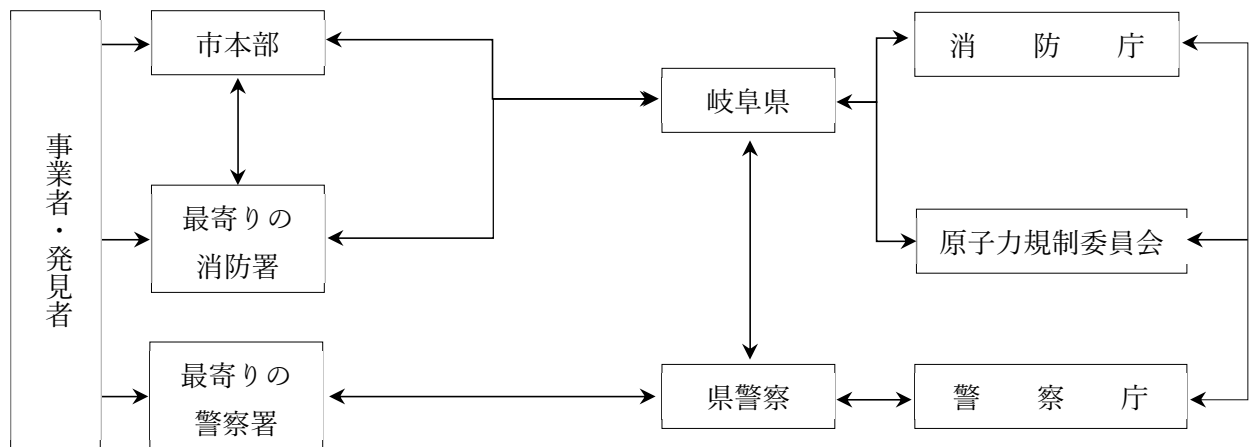 事業者・発見者
市本部
最寄りの
消防署
最寄りの
警察署
岐阜県
県警察
消防庁
原子力規制委員会
警察庁